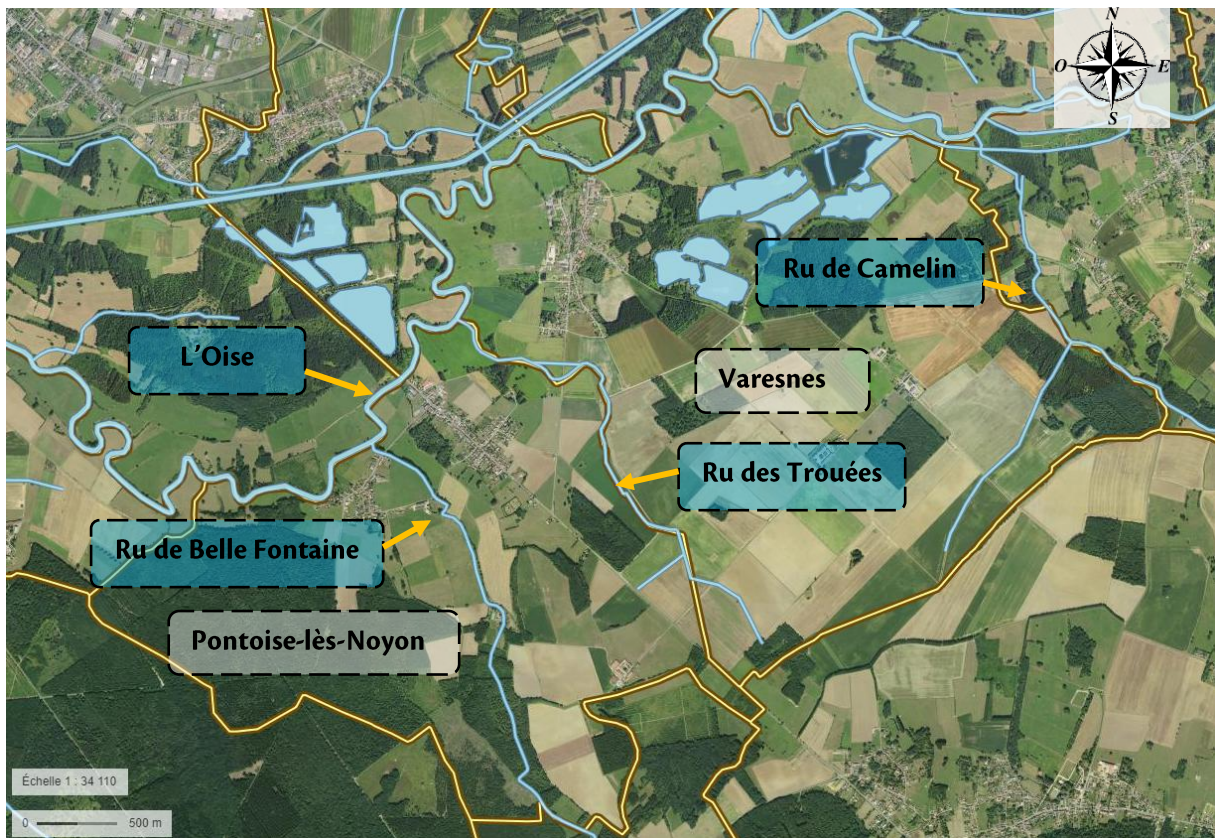 N
O E
S
Ru de Camelin
L'Oise
Varesnes
Ru des Trouées
Ru de Belle Fontaine
Pontoise-lès-Noyon
Échelle 1 : 34 110
0 500 m